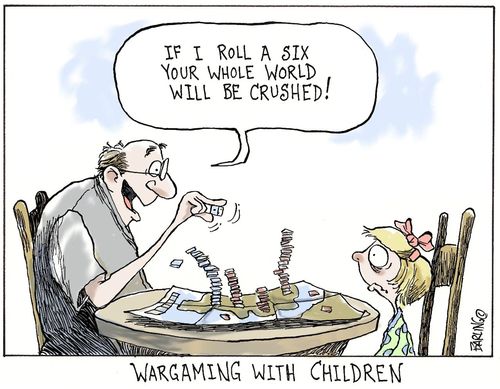 IF I ROLL A SIX
YOUR WHOLE WORLD
WILL BE CRUSHED!
WARGAMING WITH CHILDREN